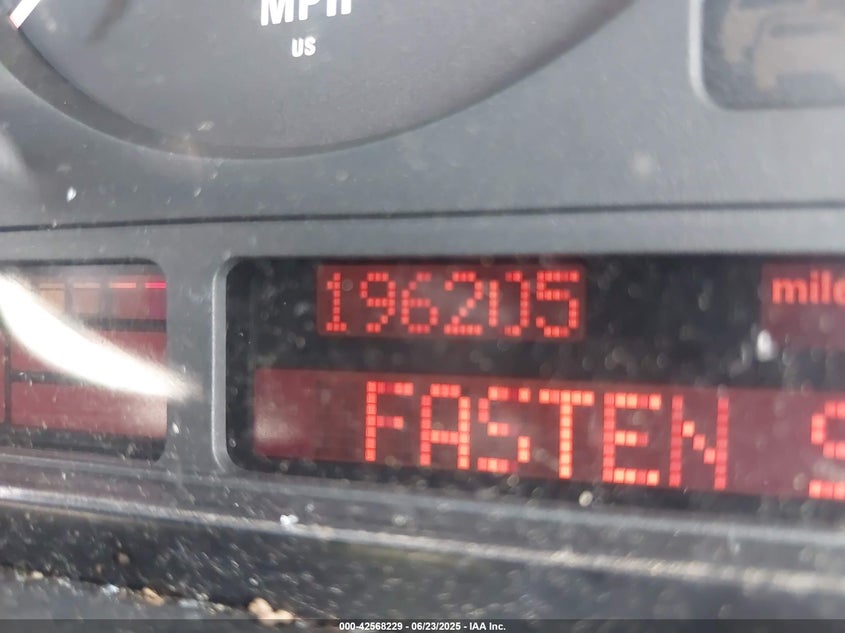 MPH
US
196205
mile
FASTEN S
000-42568229 - 06/23/2025 - IAA Inc.